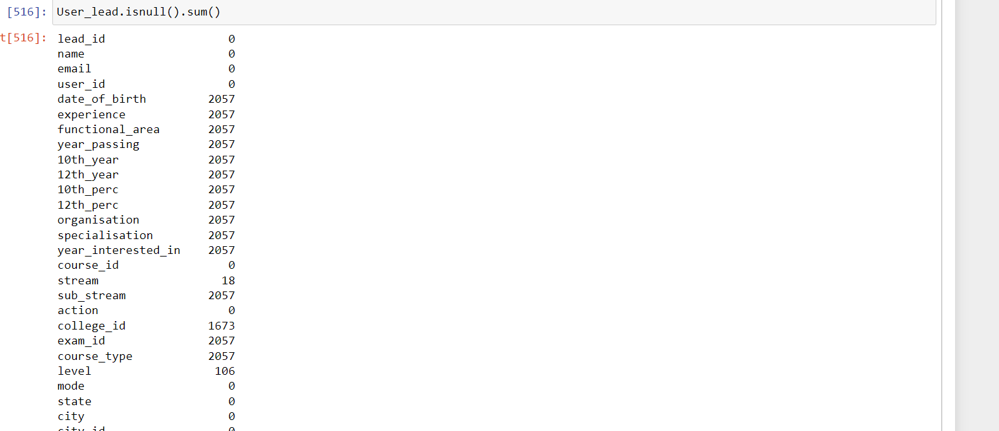 [516]: User_lead.isnull().sum()
t[516]: lead_id 0
name 0
email 0
user_id 0
date_of_birth 2057
experience 2057
functional_area 2057
year_passing 2057
10th_year 2057
12th_year 2057
10th_perc 2057
12th_perc 2057
organisation 2057
specialisation 2057
year_interested_in 2057
course_id 0
stream 18
sub_stream 2057
action 0
college_id 1673
exam_id 2057
course_type 2057
level 106
mode 0
state 0
city 0
city_id 0